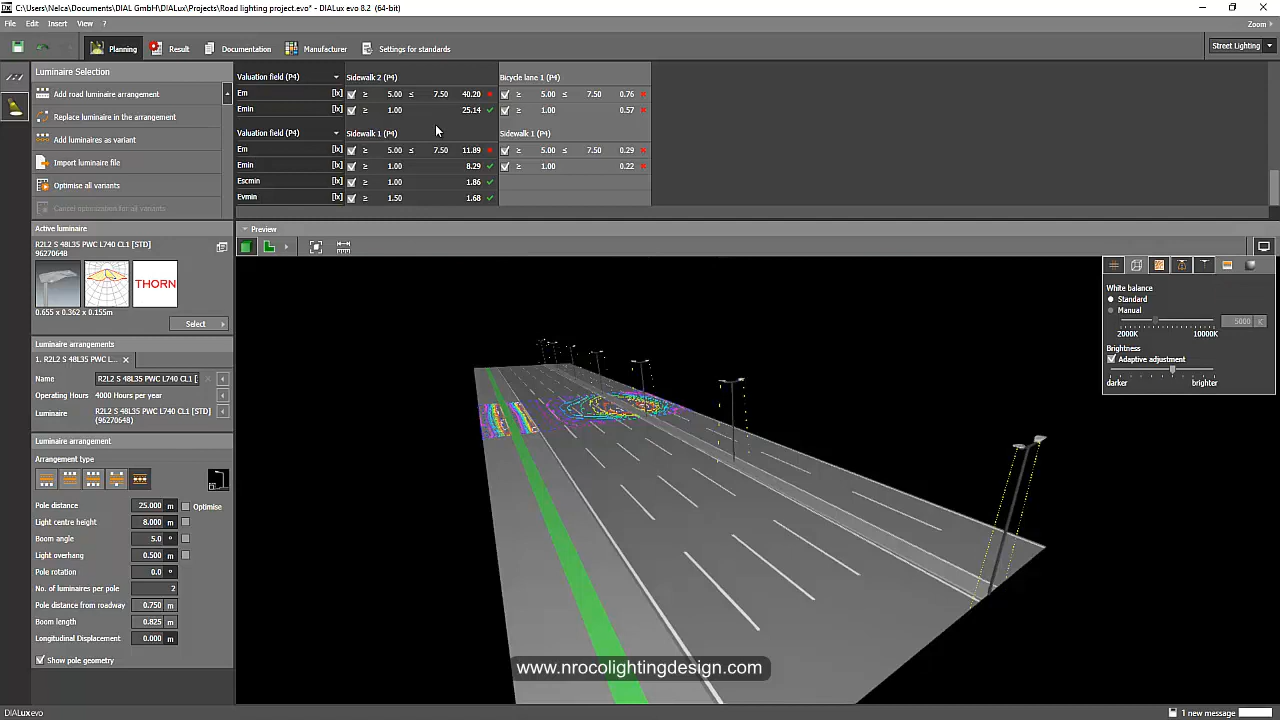 C:\Users\Nelca\Documents\DIAL GmbH\DIALux\Projects\Road lighting project.evo* - DIALux evo 8.2 (64-bit)
File Edit Insert View ? Zoom
Planning Result Documentation Manufacturer Settings for standards Street Lighting
Luminaire Selection
Add road luminaire arrangement
Replace luminaire in the arrangement
Add luminaires as variant
Import luminaire file
Optimise all variants
Cancel optimization for all variants
Valuation field (P4) Sidewalk 2 (P4) Bicycle lane 1 (P4)
Em [lx] ≥ 5.00 ≤ 7.50 40.20 ≥ 5.00 ≤ 7.50 0.76
Emin [lx] ≥ 1.00 25.14 ≥ 1.00 0.57
Valuation field (P4) Sidewalk 1 (P4) Sidewalk 1 (P4)
Em [lx] ≥ 5.00 ≤ 7.50 11.89 ≥ 5.00 ≤ 7.50 0.29
Emin [lx] ≥ 1.00 8.29 ≥ 1.00 0.22
Escmin [lx] ≥ 1.00 1.86
Evmin [lx] ≥ 1.50 1.68
Active luminaire
R2L2 S 48L35 PWC L740 CL1 [STD]
96270648
THORN
0.655 x 0.362 x 0.155m
Select
Luminaire arrangements
1. R2L2 S 48L35 PWC L...
Name R2L2 S 48L35 PWC L740 CL1 [
Operating Hours 4000 Hours per year
Luminaire R2L2 S 48L35 PWC L740 CL1 [STD]
(96270648)
Luminaire arrangement
Arrangement type
Pole distance 25.000 m Optimise
Light centre height 8.000 m
Boom angle 5.0 °
Light overhang 0.500 m
Pole rotation 0.0 °
No. of luminaires per pole 2
Pole distance from roadway 0.750 m
Boom length 0.825 m
Longitudinal Displacement 0.000 m
Show pole geometry
Preview
White balance
Standard
Manual
5000 K
2000K 10000K
Brightness
Adaptive adjustment
darker brighter
www.nrocolightingdesign.com
DIALux evo 1 new message